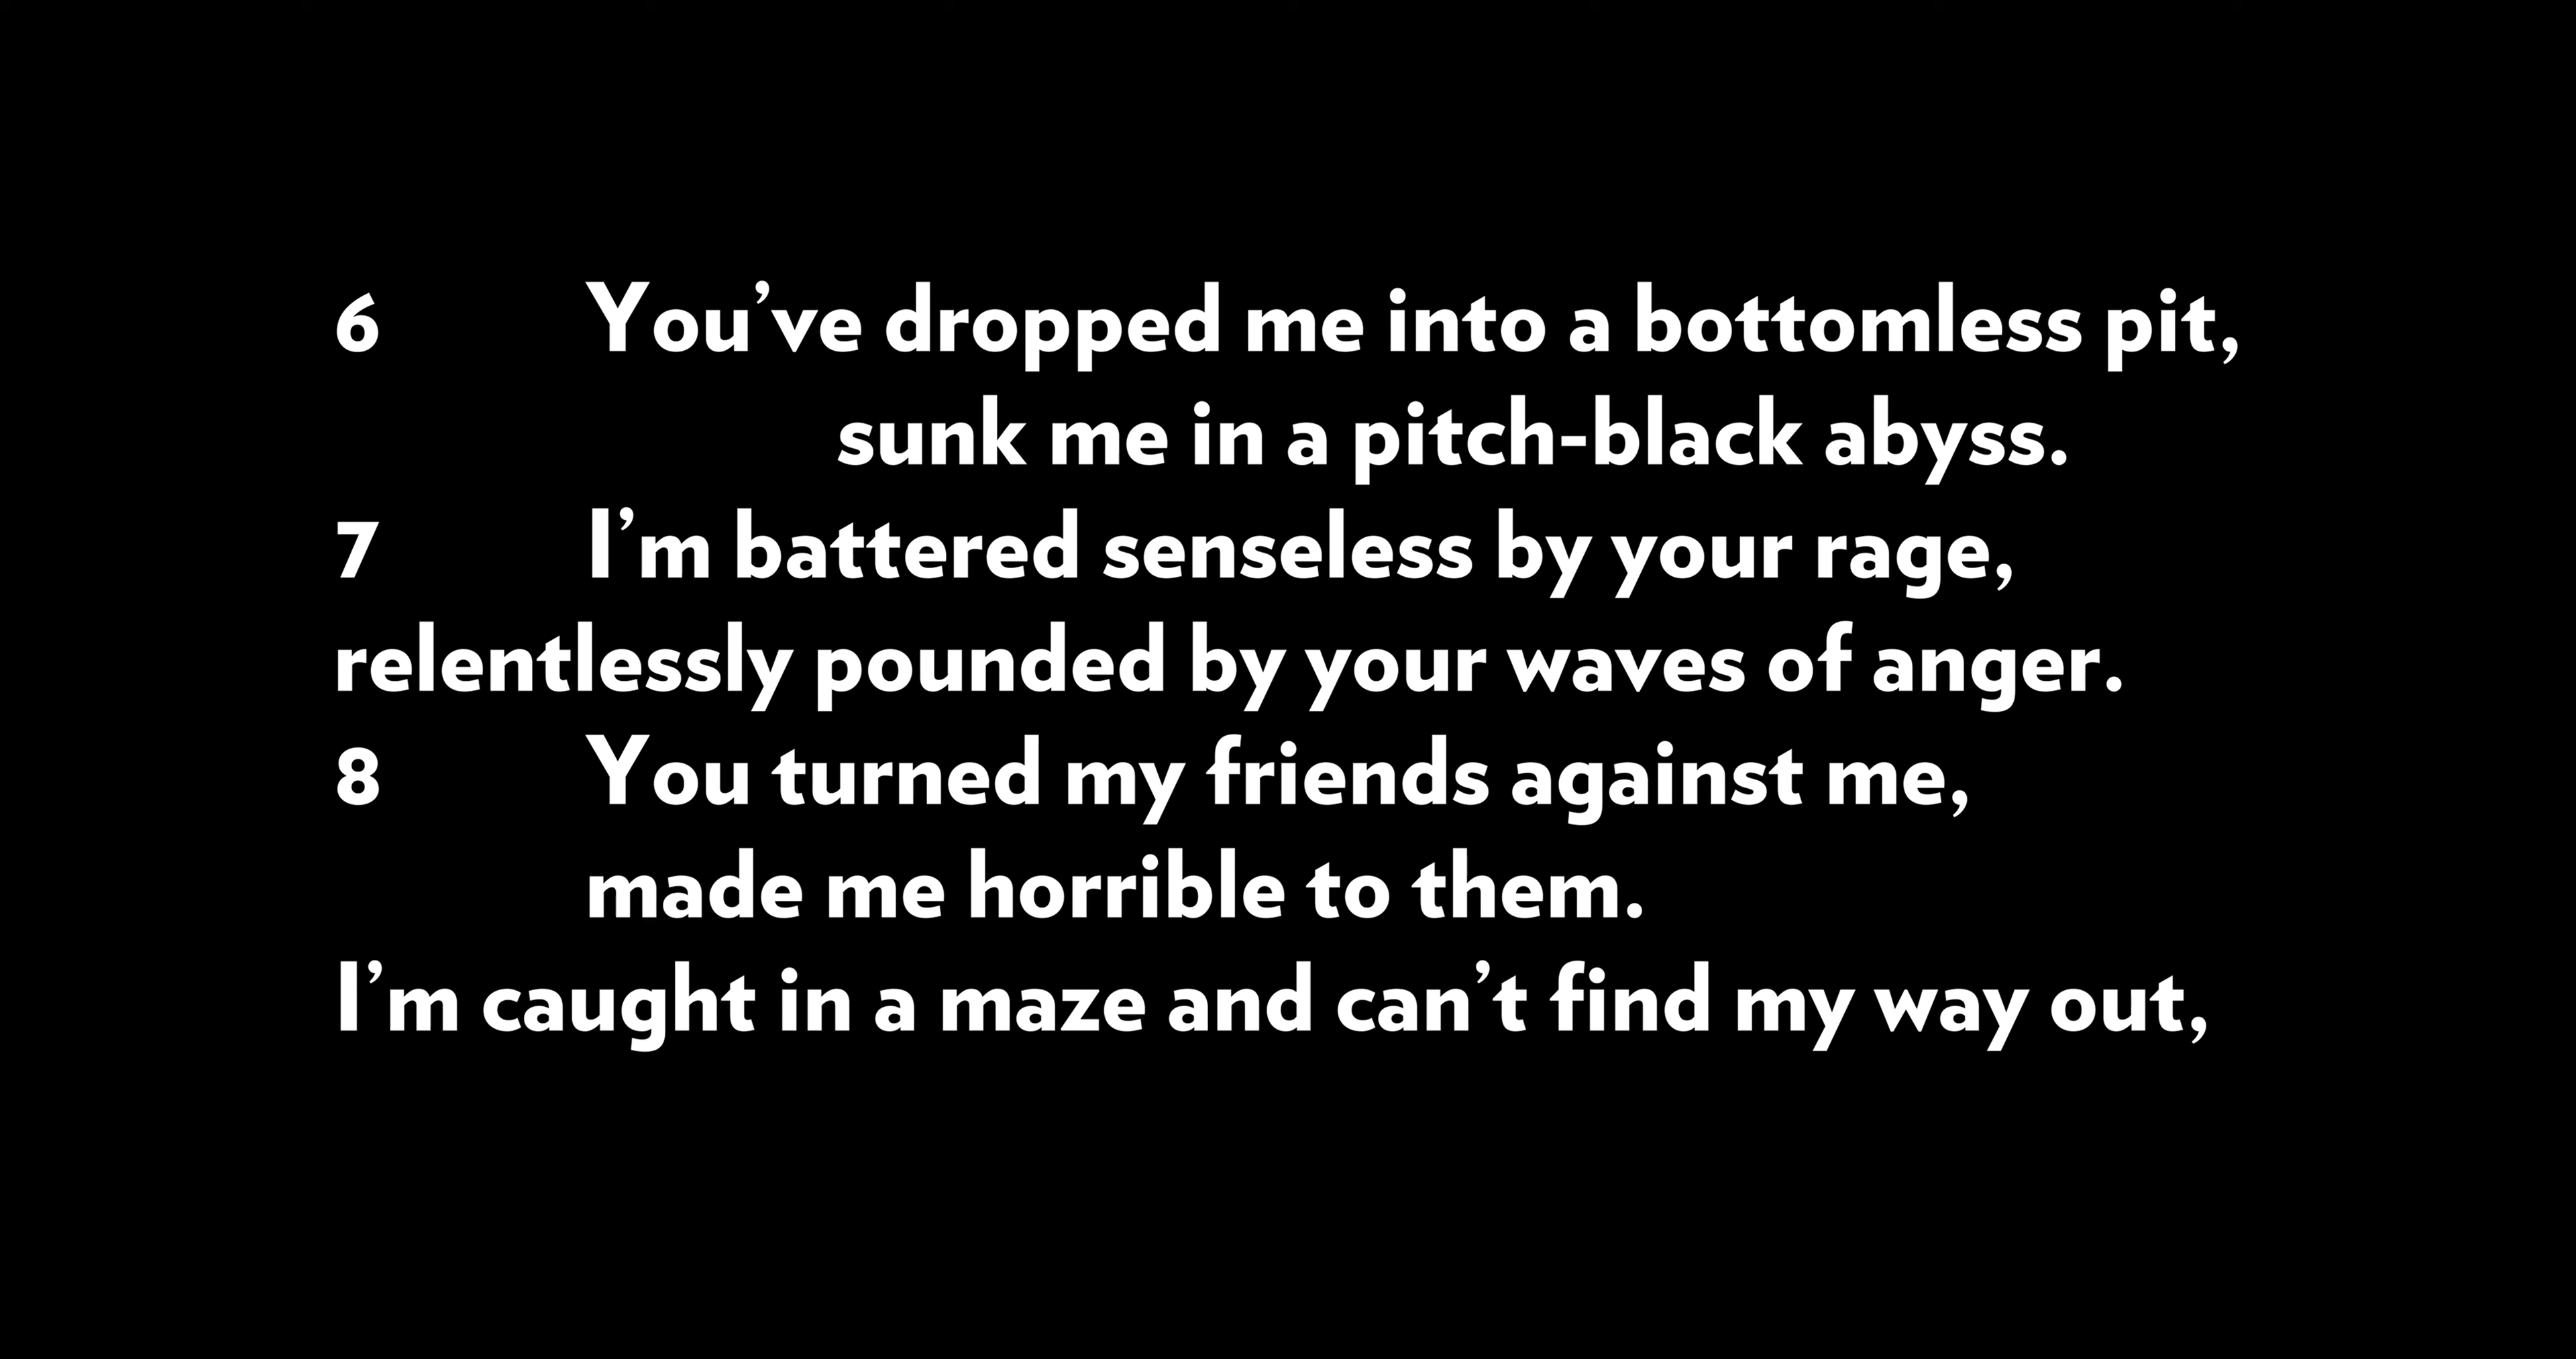 6 You’ve dropped me into a bottomless pit,
sunk me in a pitch-black abyss.
7 I’m battered senseless by your rage,
relentlessly pounded by your waves of anger.
8 You turned my friends against me,
made me horrible to them.
I’m caught in a maze and can’t find my way out,